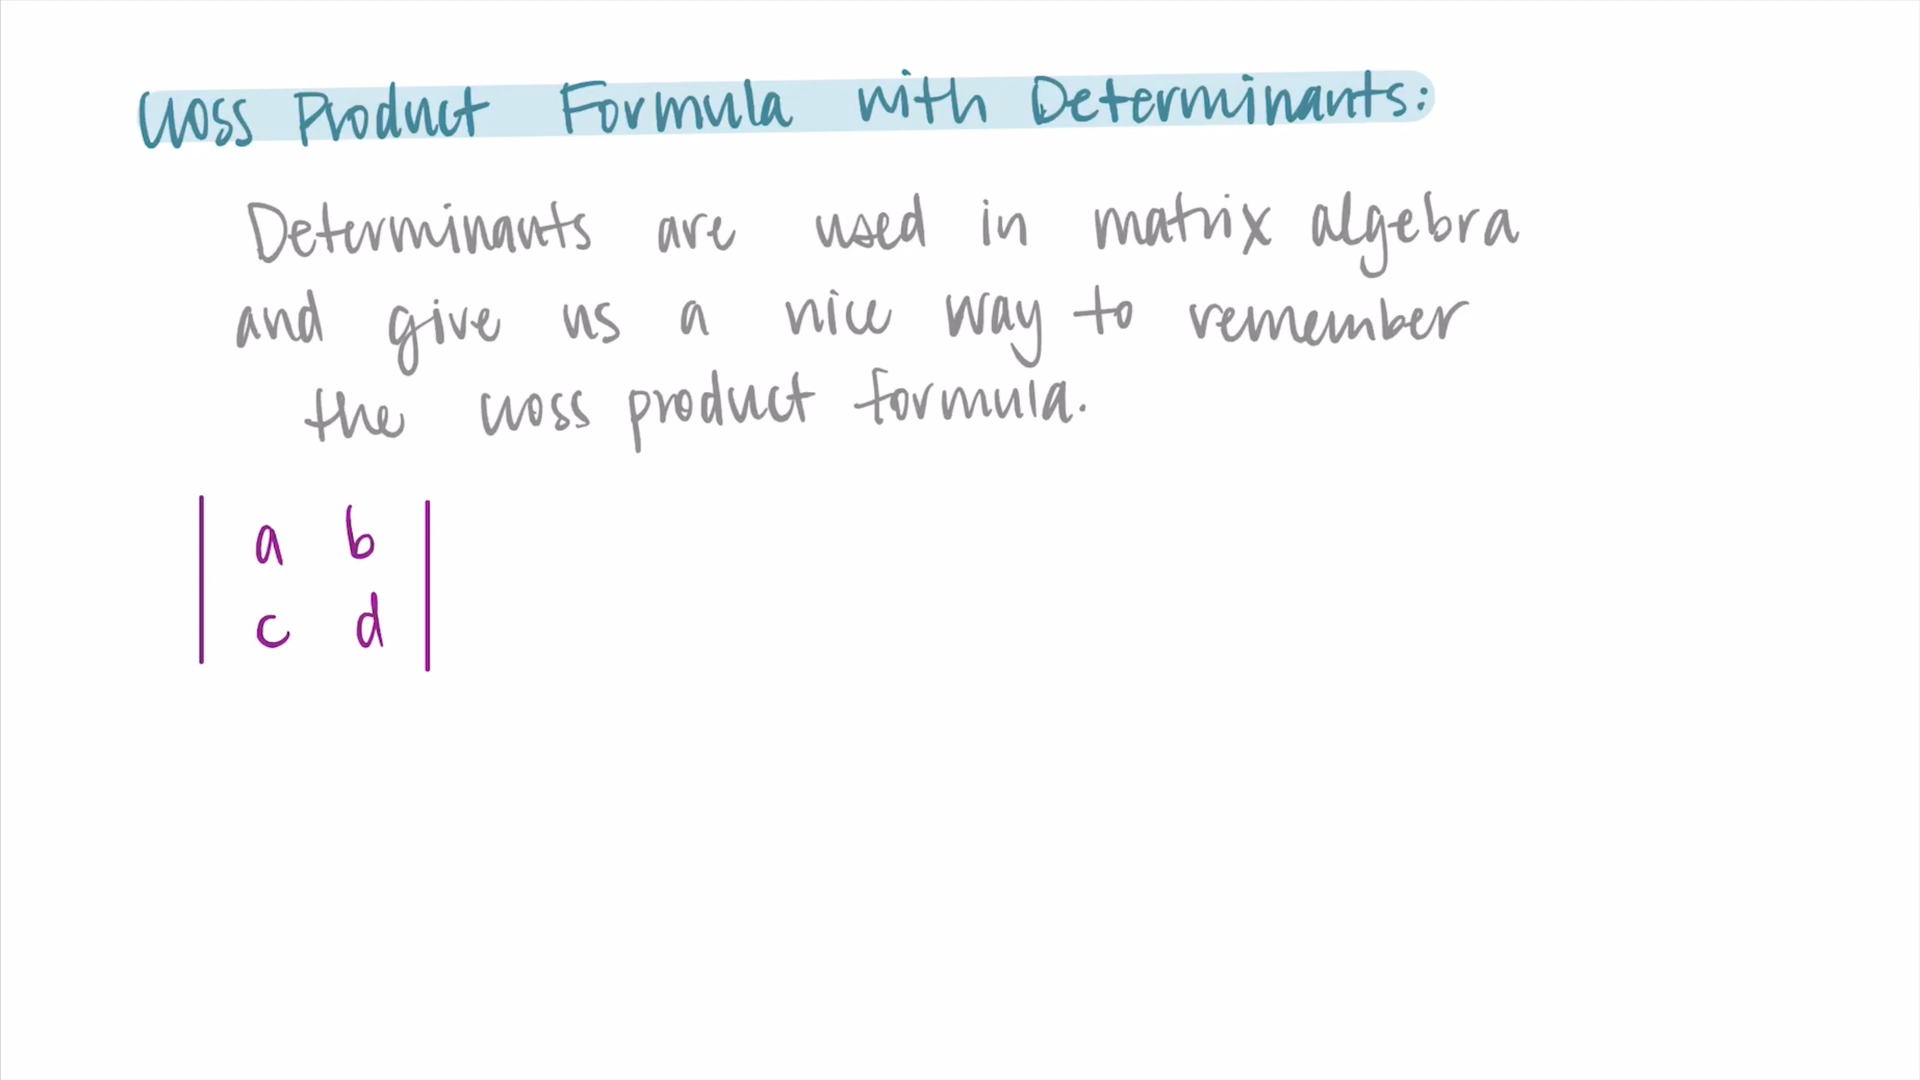 Cross Product Formula with Determinants:
Determinants are used in matrix algebra
and give us a nice way to remember
the cross product formula.
| a b |
| c d |